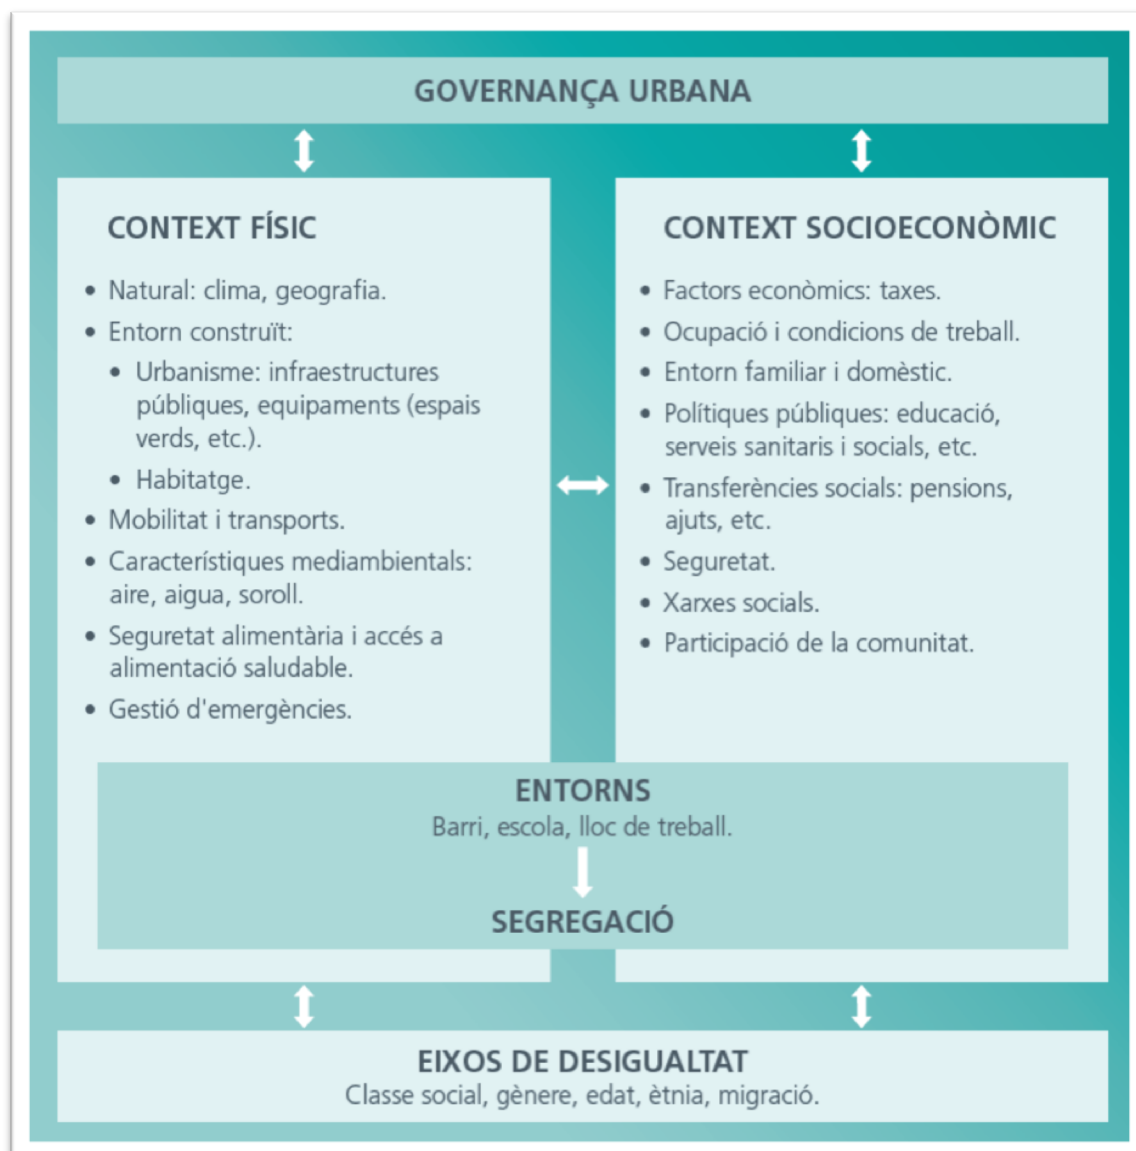 GOVERNANÇA URBANA
CONTEXT FÍSIC
• Natural: clima, geografia.
• Entorn construït:
• Urbanisme: infraestructures
públiques, equipaments (espais
verds, etc.).
• Habitatge.
• Mobilitat i transports.
• Característiques mediambientals:
aire, aigua, soroll.
• Seguretat alimentària i accés a
alimentació saludable.
• Gestió d'emergències.
CONTEXT SOCIOECONÒMIC
• Factors econòmics: taxes.
• Ocupació i condicions de treball.
• Entorn familiar i domèstic.
• Polítiques públiques: educació,
serveis sanitaris i socials, etc.
• Transferències socials: pensions,
ajuts, etc.
• Seguretat.
• Xarxes socials.
• Participació de la comunitat.
ENTORNS
Barri, escola, lloc de treball.
SEGREGACIÓ
EIXOS DE DESIGUALTAT
Classe social, gènere, edat, ètnia, migració.